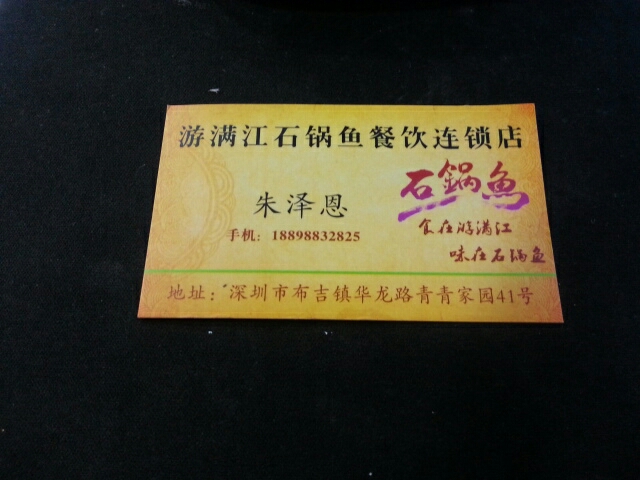 游满江石锅鱼餐饮连锁店
石鍋魚
朱泽恩
食在游满江
手机：18898832825
味在石锅鱼
地址：深圳市布吉镇华龙路青青家园41号